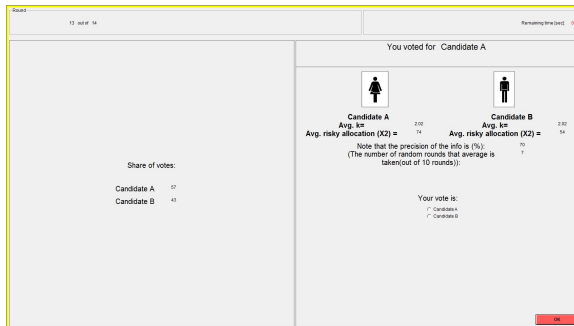 Round
13 out of 14
Remaining time [sec]: 0
Share of votes:
Candidate A 57
Candidate B 43
You voted for Candidate A
Candidate A Candidate B
Avg. k= 2.02 Avg. k= 2.02
Avg. risky allocation (X2) = 74 Avg. risky allocation (X2) = 54
Note that the precision of the info is (%): 70
(The number of random rounds that average is 7
taken(out of 10 rounds)):
Your vote is:
Candidate A
Candidate B
OK